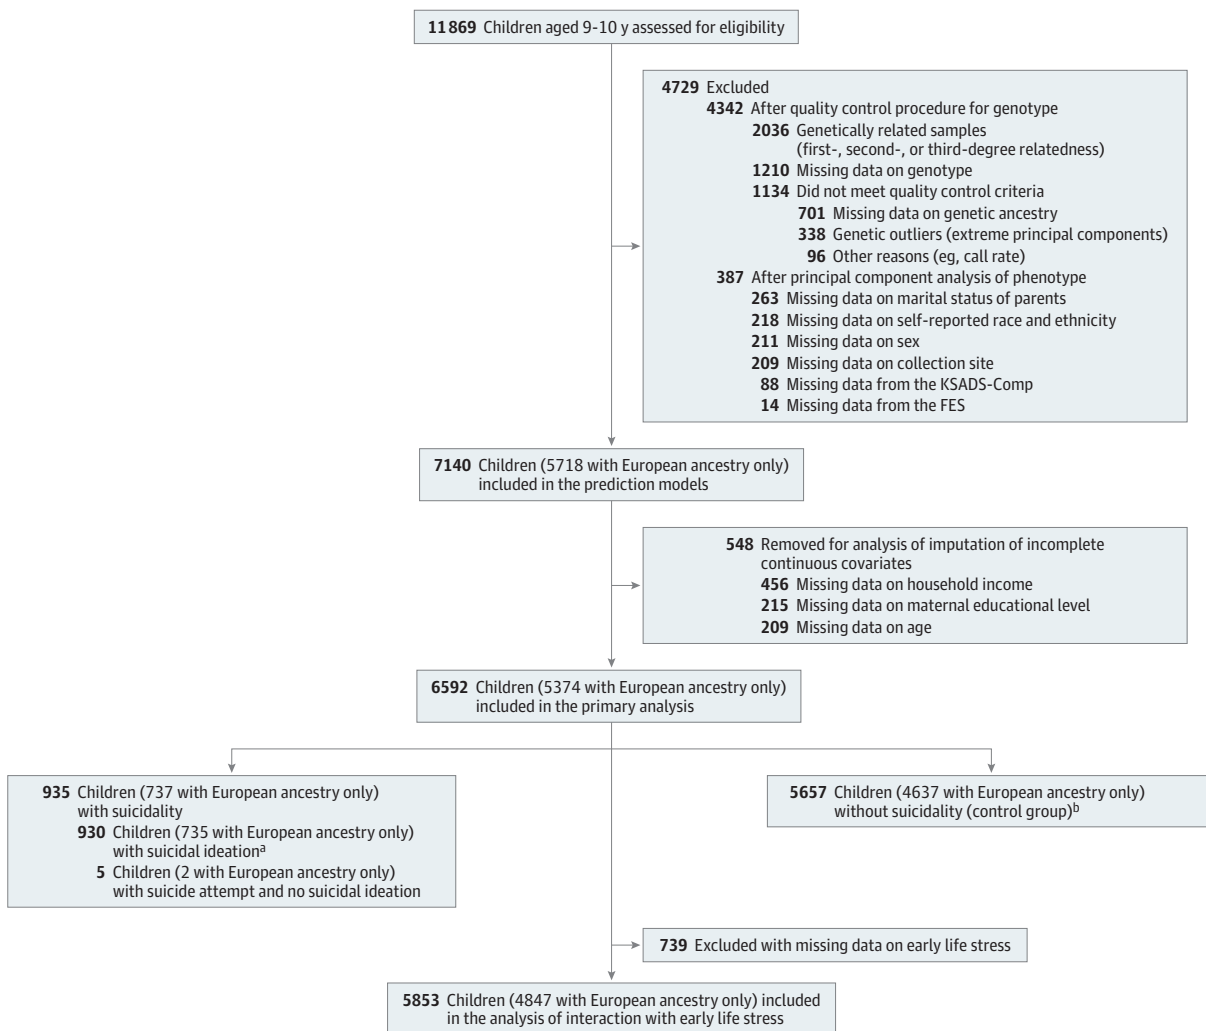 11 869 Children aged 9-10 y assessed for eligibility
4729 Excluded
4342 After quality control procedure for genotype
2036 Genetically related samples
(first-, second-, or third-degree relatedness)
1210 Missing data on genotype
1134 Did not meet quality control criteria
701 Missing data on genetic ancestry
338 Genetic outliers (extreme principal components)
96 Other reasons (eg, call rate)
387 After principal component analysis of phenotype
263 Missing data on marital status of parents
218 Missing data on self-reported race and ethnicity
211 Missing data on sex
209 Missing data on collection site
88 Missing data from the KSADS-Comp
14 Missing data from the FES
7140 Children (5718 with European ancestry only)
included in the prediction models
548 Removed for analysis of imputation of incomplete
continuous covariates
456 Missing data on household income
215 Missing data on maternal educational level
209 Missing data on age
6592 Children (5374 with European ancestry only)
included in the primary analysis
935 Children (737 with European ancestry only)
with suicidality
930 Children (735 with European ancestry only)
with suicidal ideationa
5 Children (2 with European ancestry only)
with suicide attempt and no suicidal ideation
5657 Children (4637 with European ancestry only)
without suicidality (control group)b
739 Excluded with missing data on early life stress
5853 Children (4847 with European ancestry only) included
in the analysis of interaction with early life stress